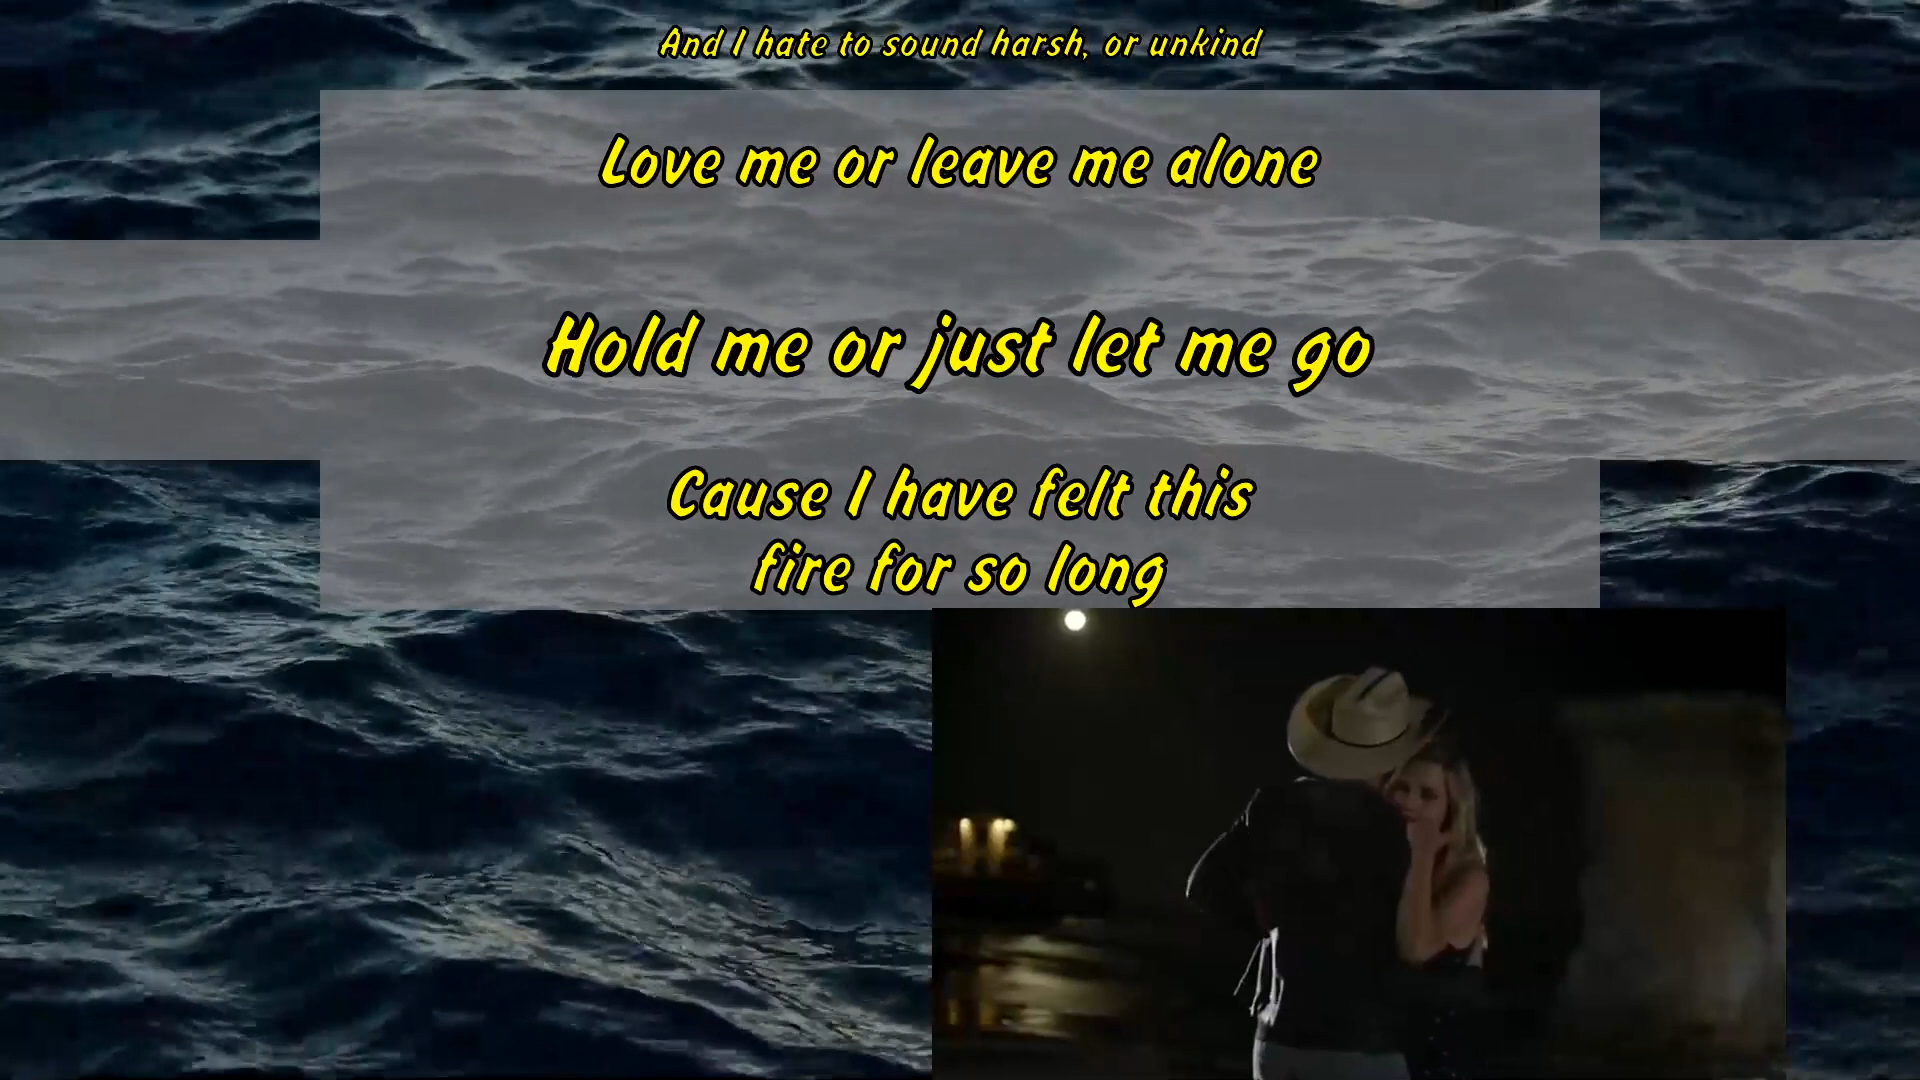 And I hate to sound harsh, or unkind
Love me or leave me alone
Hold me or just let me go
Cause I have felt this
fire for so long